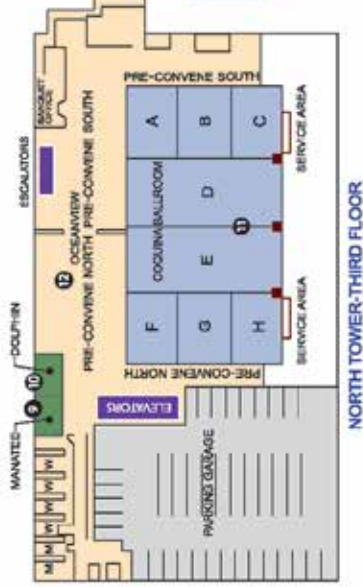 ESCALATORS
BANQUET
OFFICE
DOLPHIN
MANATEE
9
10
12
OCEANVIEW
PRE-CONVENE NORTH
PRE-CONVENE SOUTH
PRE-CONVENE SOUTH
M M W W W W
ELEVATORS
PRE-CONVENE NORTH
COQUINA BALLROOM
A
B
C
D
E
11
F
G
H
SERVICE AREA
SERVICE AREA
PARKING GARAGE
NORTH TOWER-THIRD FLOOR